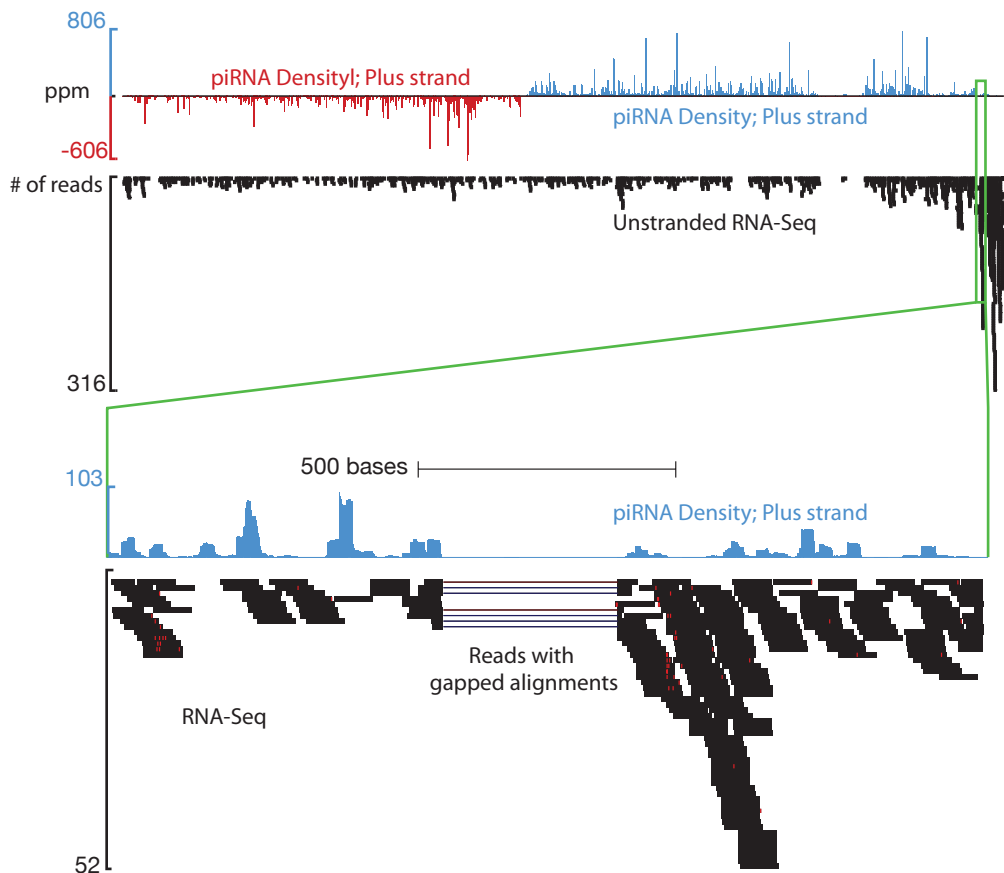 806
piRNA Densityl; Plus strand
ppm
piRNA Density; Plus strand
-606
# of reads
Unstranded RNA-Seq
316
500 bases
103
piRNA Density; Plus strand
Reads with
gapped alignments
RNA-Seq
52